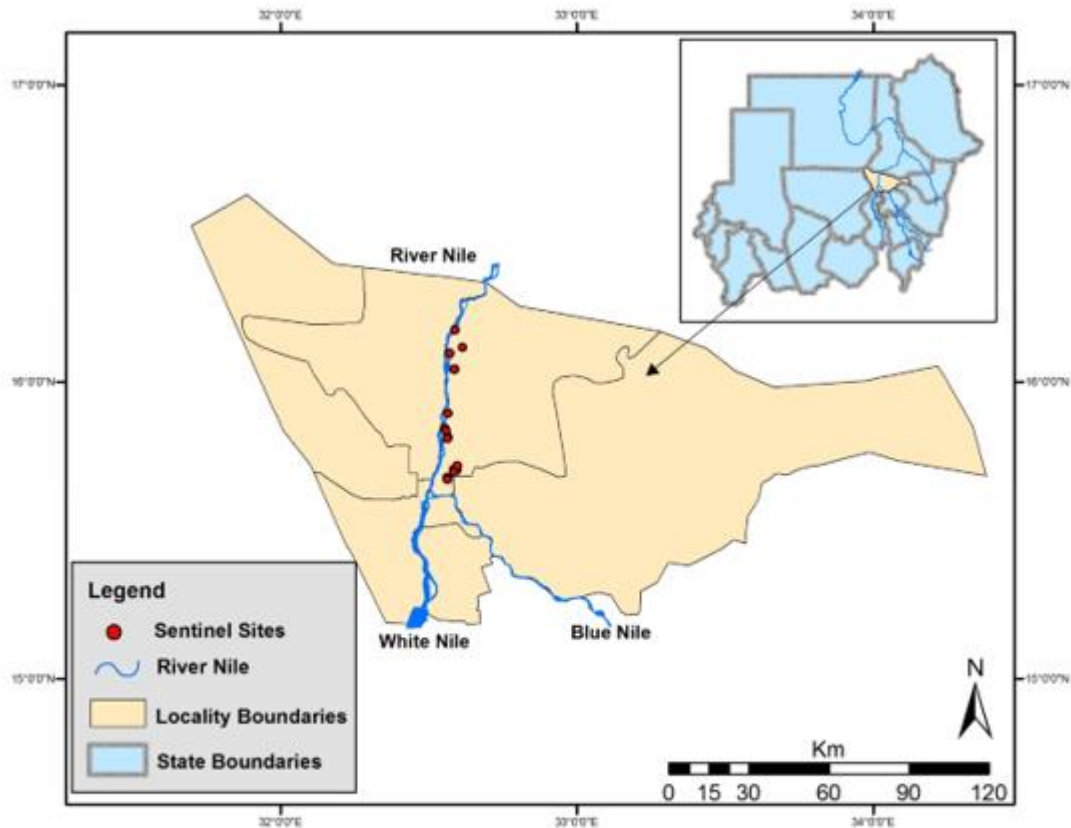 32°0'0"E 33°0'0"E 34°0'0"E
17°0'0"N 17°0'0"N
River Nile
16°0'0"N 16°0'0"N
White Nile
Blue Nile
Legend
Sentinel Sites
River Nile
Locality Boundaries
State Boundaries
15°0'0"N 15°0'0"N
N
Km
0 15 30 60 90 120
32°0'0"E 33°0'0"E 34°0'0"E